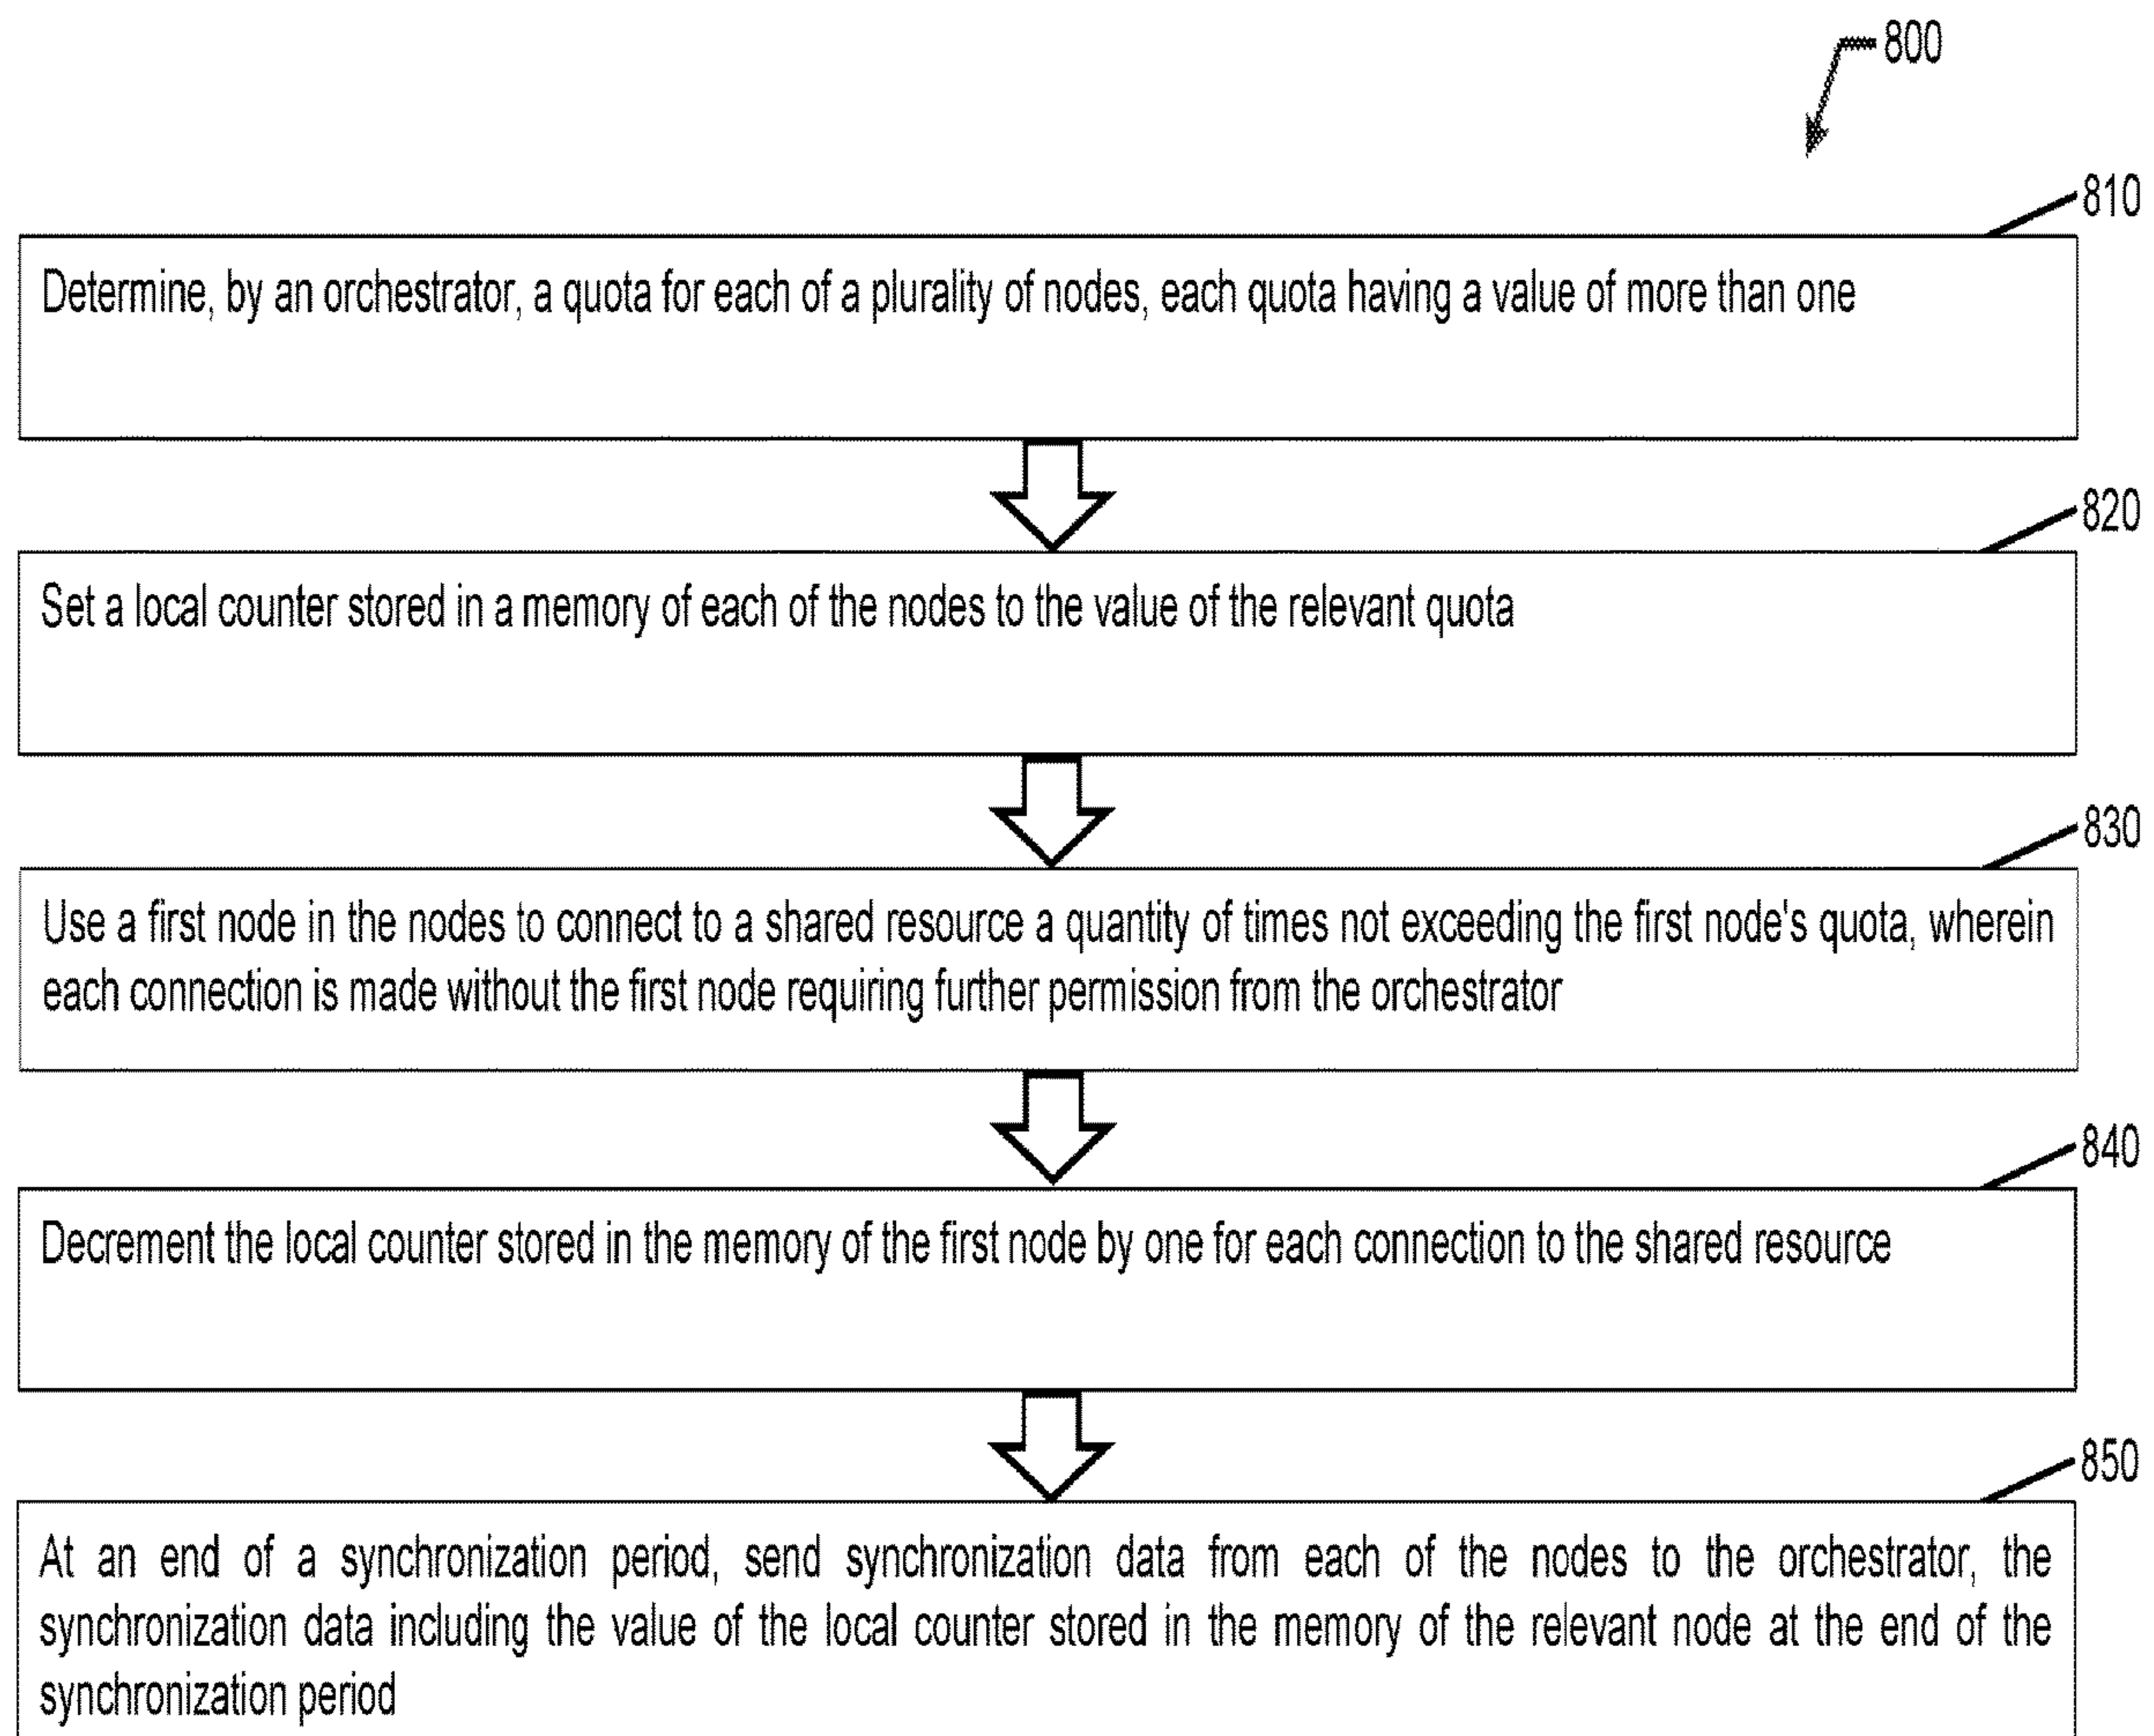 800
810
Determine, by an orchestrator, a quota for each of a plurality of nodes, each quota having a value of more than one
820
Set a local counter stored in a memory of each of the nodes to the value of the relevant quota
830
Use a first node in the nodes to connect to a shared resource a quantity of times not exceeding the first node's quota, wherein
each connection is made without the first node requiring further permission from the orchestrator
840
Decrement the local counter stored in the memory of the first node by one for each connection to the shared resource
850
At an end of a synchronization period, send synchronization data from each of the nodes to the orchestrator, the
synchronization data including the value of the local counter stored in the memory of the relevant node at the end of the
synchronization period